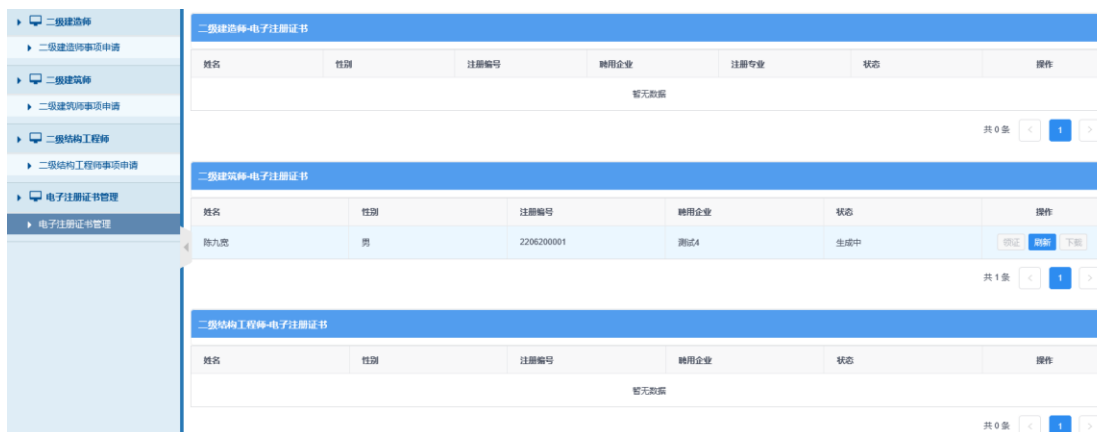 二级建造师
二级建造师事项申请
二级建筑师
二级建筑师事项申请
二级结构工程师
二级结构工程师事项申请
电子注册证书管理
电子注册证书管理
二级建造师-电子注册证书
姓名 性别 注册编号 聘用企业 注册专业 状态 操作
暂无数据
共 0 条 < 1 >
二级建筑师-电子注册证书
姓名 性别 注册编号 聘用企业 状态 操作
陈九宽 男 2206200001 测试4 生成中 领证 刷新 下载
共 1 条 < 1 >
二级结构工程师-电子注册证书
姓名 性别 注册编号 聘用企业 状态 操作
暂无数据
共 0 条 < 1 >